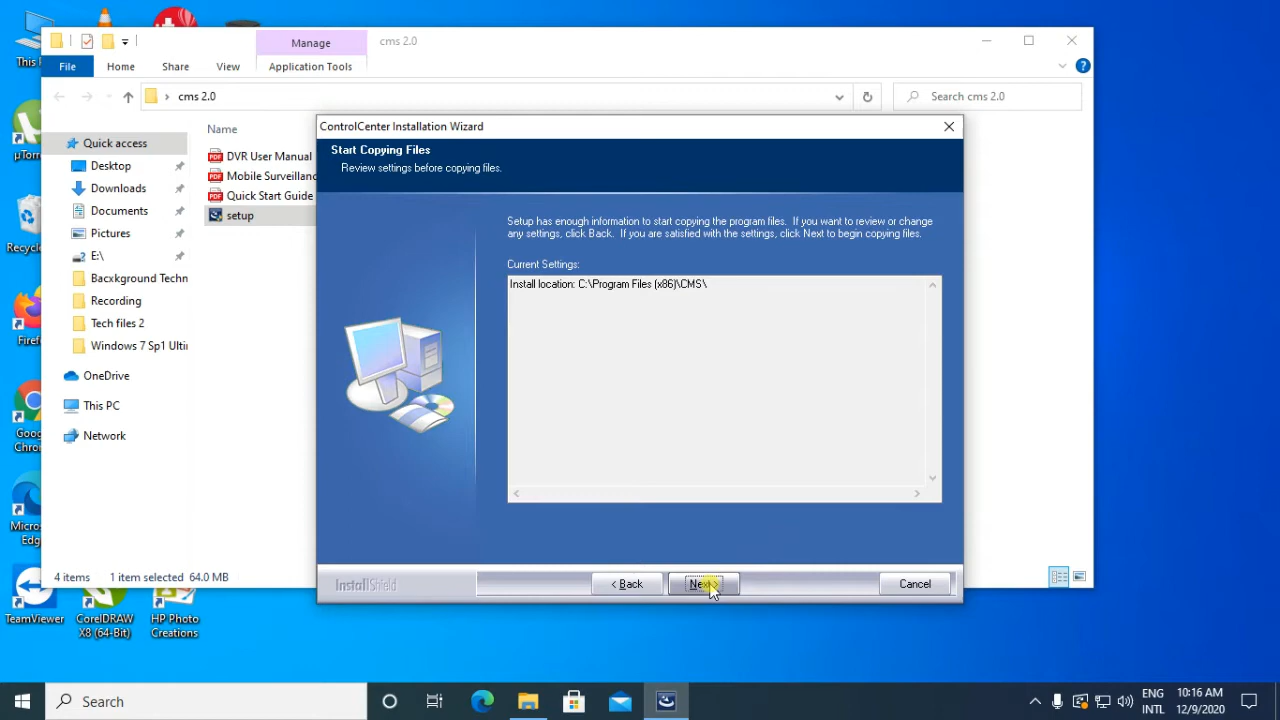 This P
Manage
cms 2.0
File
Home
Share
View
Application Tools
cms 2.0
Search cms 2.0
Quick access
Desktop
Downloads
Documents
Pictures
E:\
Bacxground Techn
Recording
Tech files 2
Windows 7 Sp1 Ulti
OneDrive
This PC
Network
Name
DVR User Manual
Mobile Surveillanc
Quick Start Guide
setup
4 items
1 item selected 64.0 MB
ControlCenter Installation Wizard
Start Copying Files
Review settings before copying files.
Setup has enough information to start copying the program files. If you want to review or change
any settings, click Back. If you are satisfied with the settings, click Next to begin copying files.
Current Settings:
Install location: C:\Program Files (x86)\CMS\
InstallShield
< Back
Next >
Cancel
µTorr
Recycle
Firef
Goog
Chro
Micro
Ed
TeamViewer
CorelDRAW
X8 (64-Bit)
HP Photo
Creations
Search
ENG
INTL
10:16 AM
12/9/2020